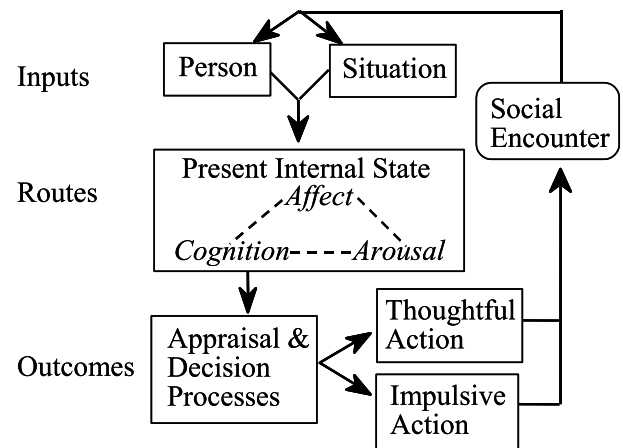 Inputs
Person
Situation
Social
Encounter
Routes
Present Internal State
Affect
Cognition
Arousal
Outcomes
Appraisal &
Decision
Processes
Thoughtful
Action
Impulsive
Action